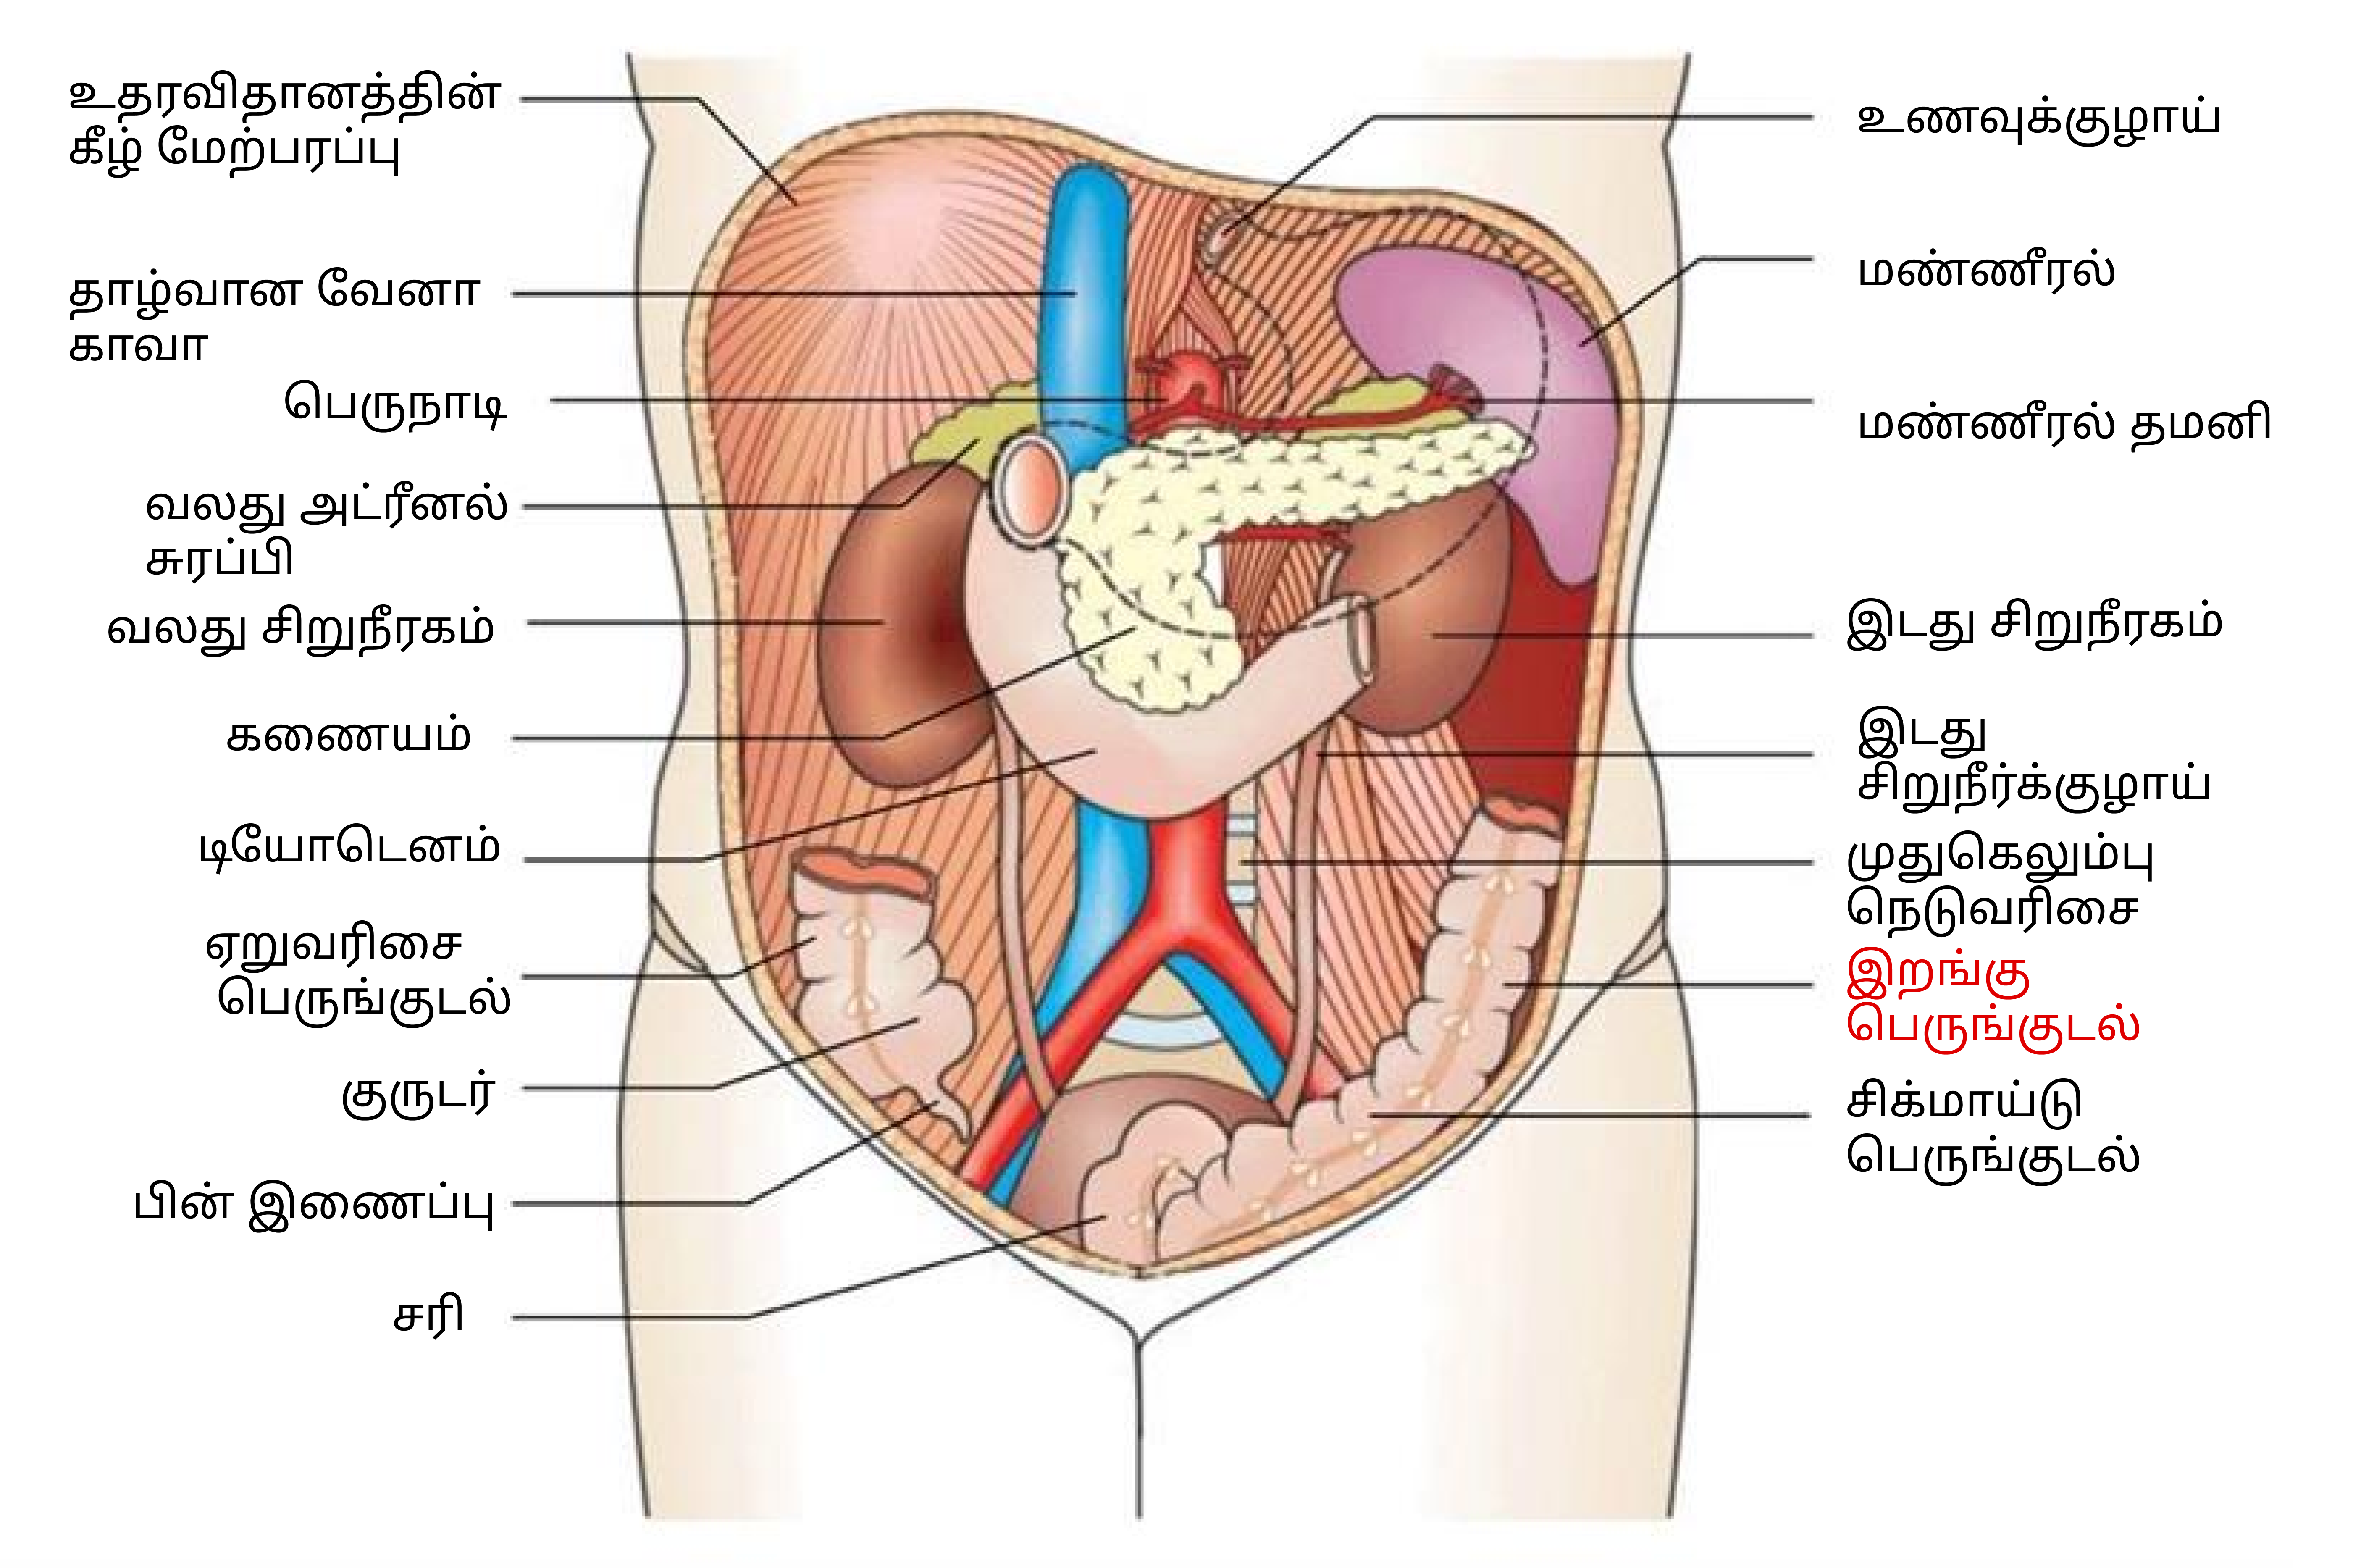 உதரவிதானத்தின்
கீழ் மேற்பரப்பு
தாழ்வான வேனா
காவா
பெருநாடி
வலது அட்ரீனல்
சுரப்பி
வலது சிறுநீரகம்
கணையம்
டியோடெனம்
ஏறுவரிசை
பெருங்குடல்
குருடர்
பின் இணைப்பு
சரி
உணவுக்குழாய்
மண்ணீரல்
மண்ணீரல் தமனி
இடது சிறுநீரகம்
இடது
சிறுநீர்க்குழாய்
முதுகெலும்பு
நெடுவரிசை
இறங்கு
பெருங்குடல்
சிக்மாய்டு
பெருங்குடல்